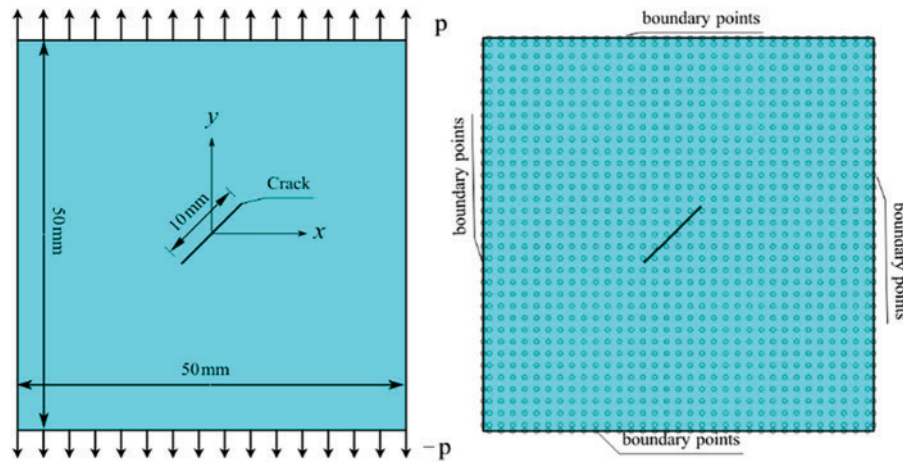 p
y
Crack
10mm
x
50mm
50mm
−p
boundary points
boundary points
boundary points
boundary points